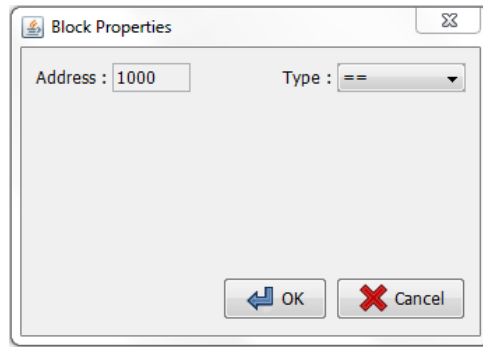 Block Properties
Address : 1000 Type : ==
OK Cancel